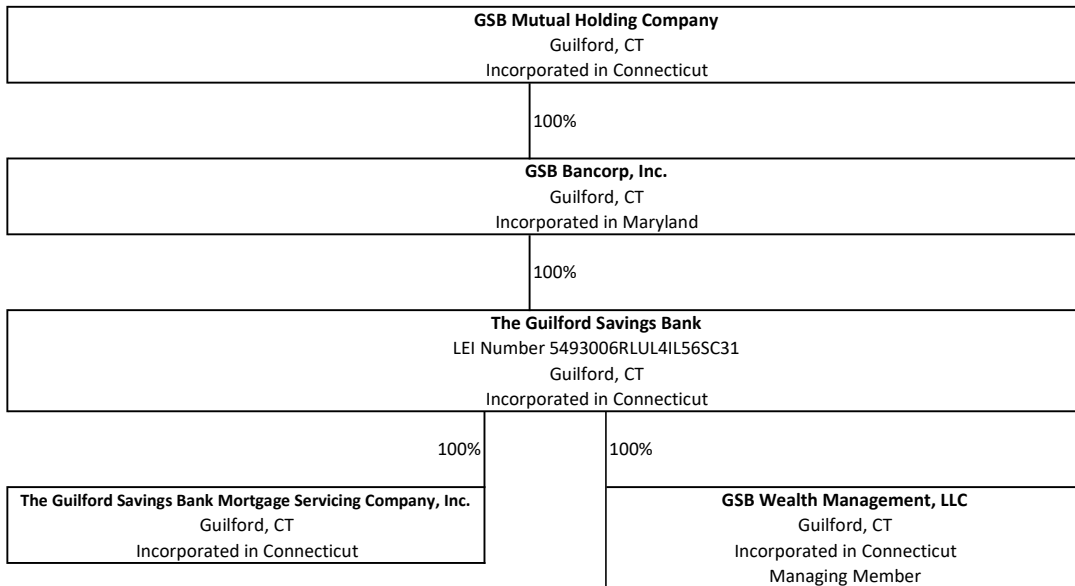 GSB Mutual Holding Company
Guilford, CT
Incorporated in Connecticut
100%
GSB Bancorp, Inc.
Guilford, CT
Incorporated in Maryland
100%
The Guilford Savings Bank
LEI Number 5493006RLUL4IL56SC31
Guilford, CT
Incorporated in Connecticut
100%
100%
The Guilford Savings Bank Mortgage Servicing Company, Inc.
Guilford, CT
Incorporated in Connecticut
GSB Wealth Management, LLC
Guilford, CT
Incorporated in Connecticut
Managing Member